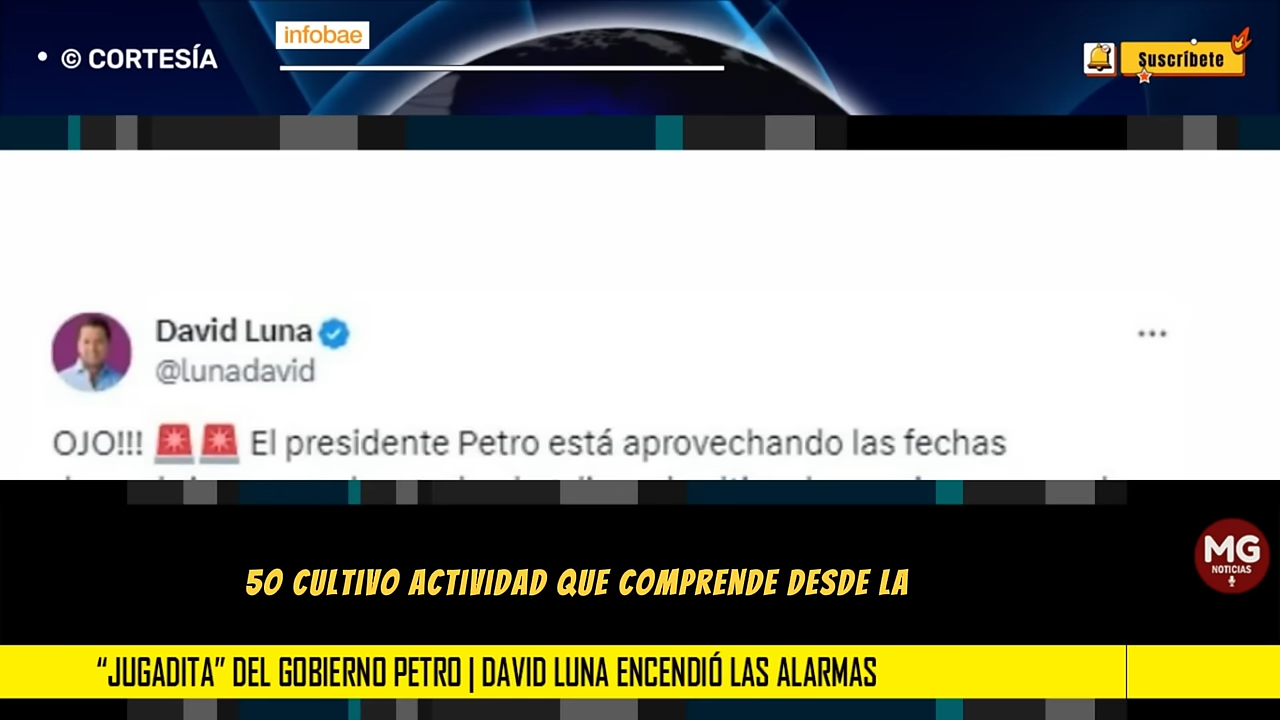 infobae
• © CORTESÍA
Suscríbete
David Luna
@lunadavid
OJO!!! 🚨🚨 El presidente Petro está aprovechando las fechas
MG
NOTICIAS
50 CULTIVO ACTIVIDAD QUE COMPRENDE DESDE LA
“JUGADITA” DEL GOBIERNO PETRO | DAVID LUNA ENCENDIÓ LAS ALARMAS